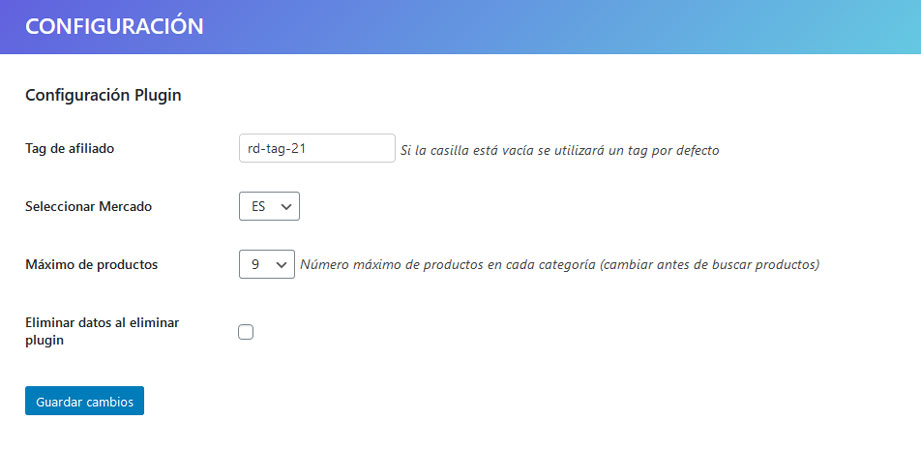 CONFIGURACIÓN
Configuración Plugin
Tag de afiliado
rd-tag-21
Si la casilla está vacía se utilizará un tag por defecto
Seleccionar Mercado
ES
Máximo de productos
9
Número máximo de productos en cada categoría (cambiar antes de buscar productos)
Eliminar datos al eliminar
plugin
Guardar cambios